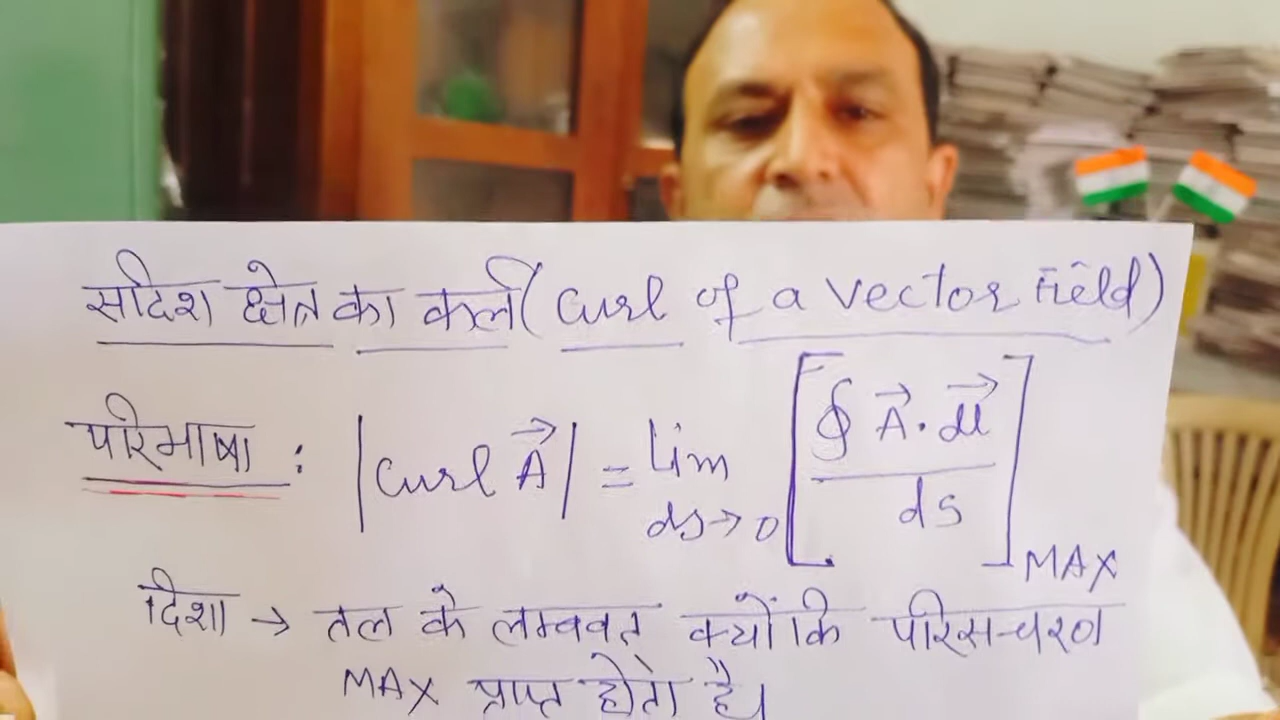 सदिश क्षेत्र का कर्ल (Curl of a vector Field)
परिभाषा : |Curl A⃗| = lim ds→0 [∮ A⃗ . dl⃗ / ds] MAX
दिशा → तल के लम्बवत क्योंकि परिसंचरण
MAX प्राप्त होता है।